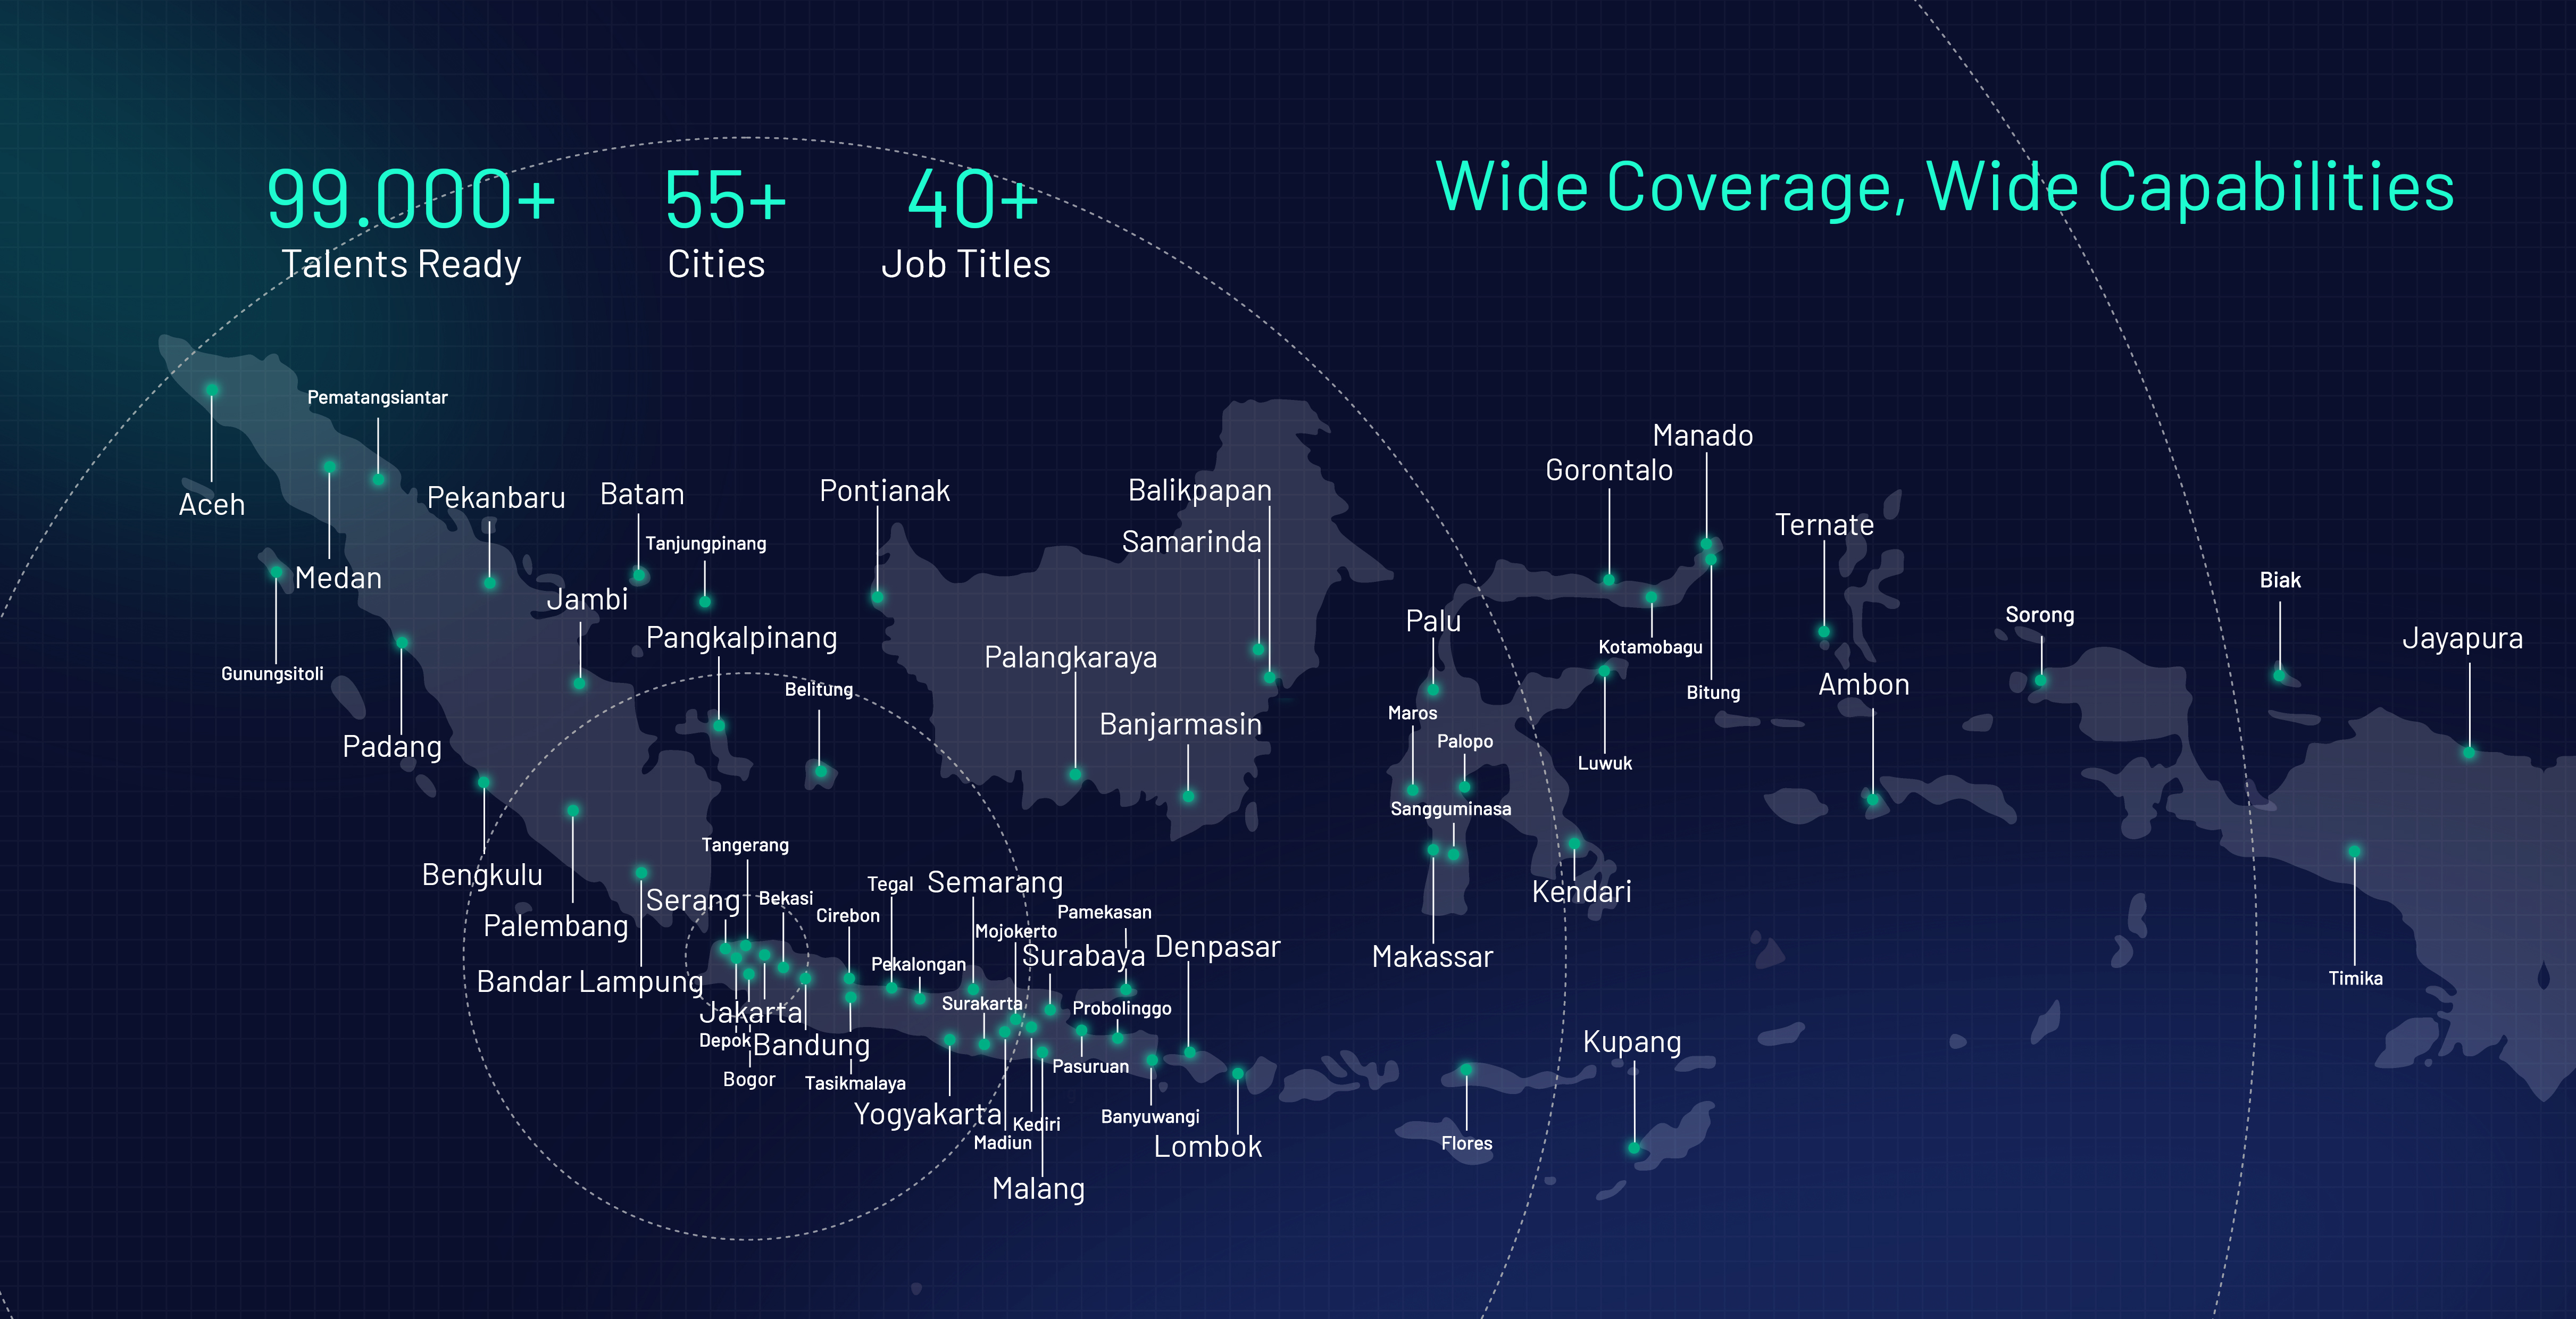 99.000+
Talents Ready
55+
Cities
40+
Job Titles
Wide Coverage, Wide Capabilities
Pematangsiantar
Aceh
Pekanbaru
Batam
Tanjungpinang
Medan
Jambi
Gunungsitoli
Pangkalpinang
Belitung
Padang
Bengkulu
Palembang
Bandar Lampung
Pontianak
Balikpapan
Samarinda
Palangkaraya
Banjarmasin
Manado
Gorontalo
Ternate
Palu
Kotamobagu
Bitung
Ambon
Maros
Palopo
Luwuk
Sangguminasa
Kendari
Makassar
Sorong
Biak
Jayapura
Timika
Tangerang
Serang
Bekasi
Cirebon
Tegal
Semarang
Pamekasan
Mojokerto
Surabaya
Denpasar
Pekalongan
Surakarta
Probolinggo
Jakarta
Depok
Bandung
Bogor
Tasikmalaya
Pasuruan
Yogyakarta
Kediri
Madiun
Banyuwangi
Lombok
Malang
Flores
Kupang